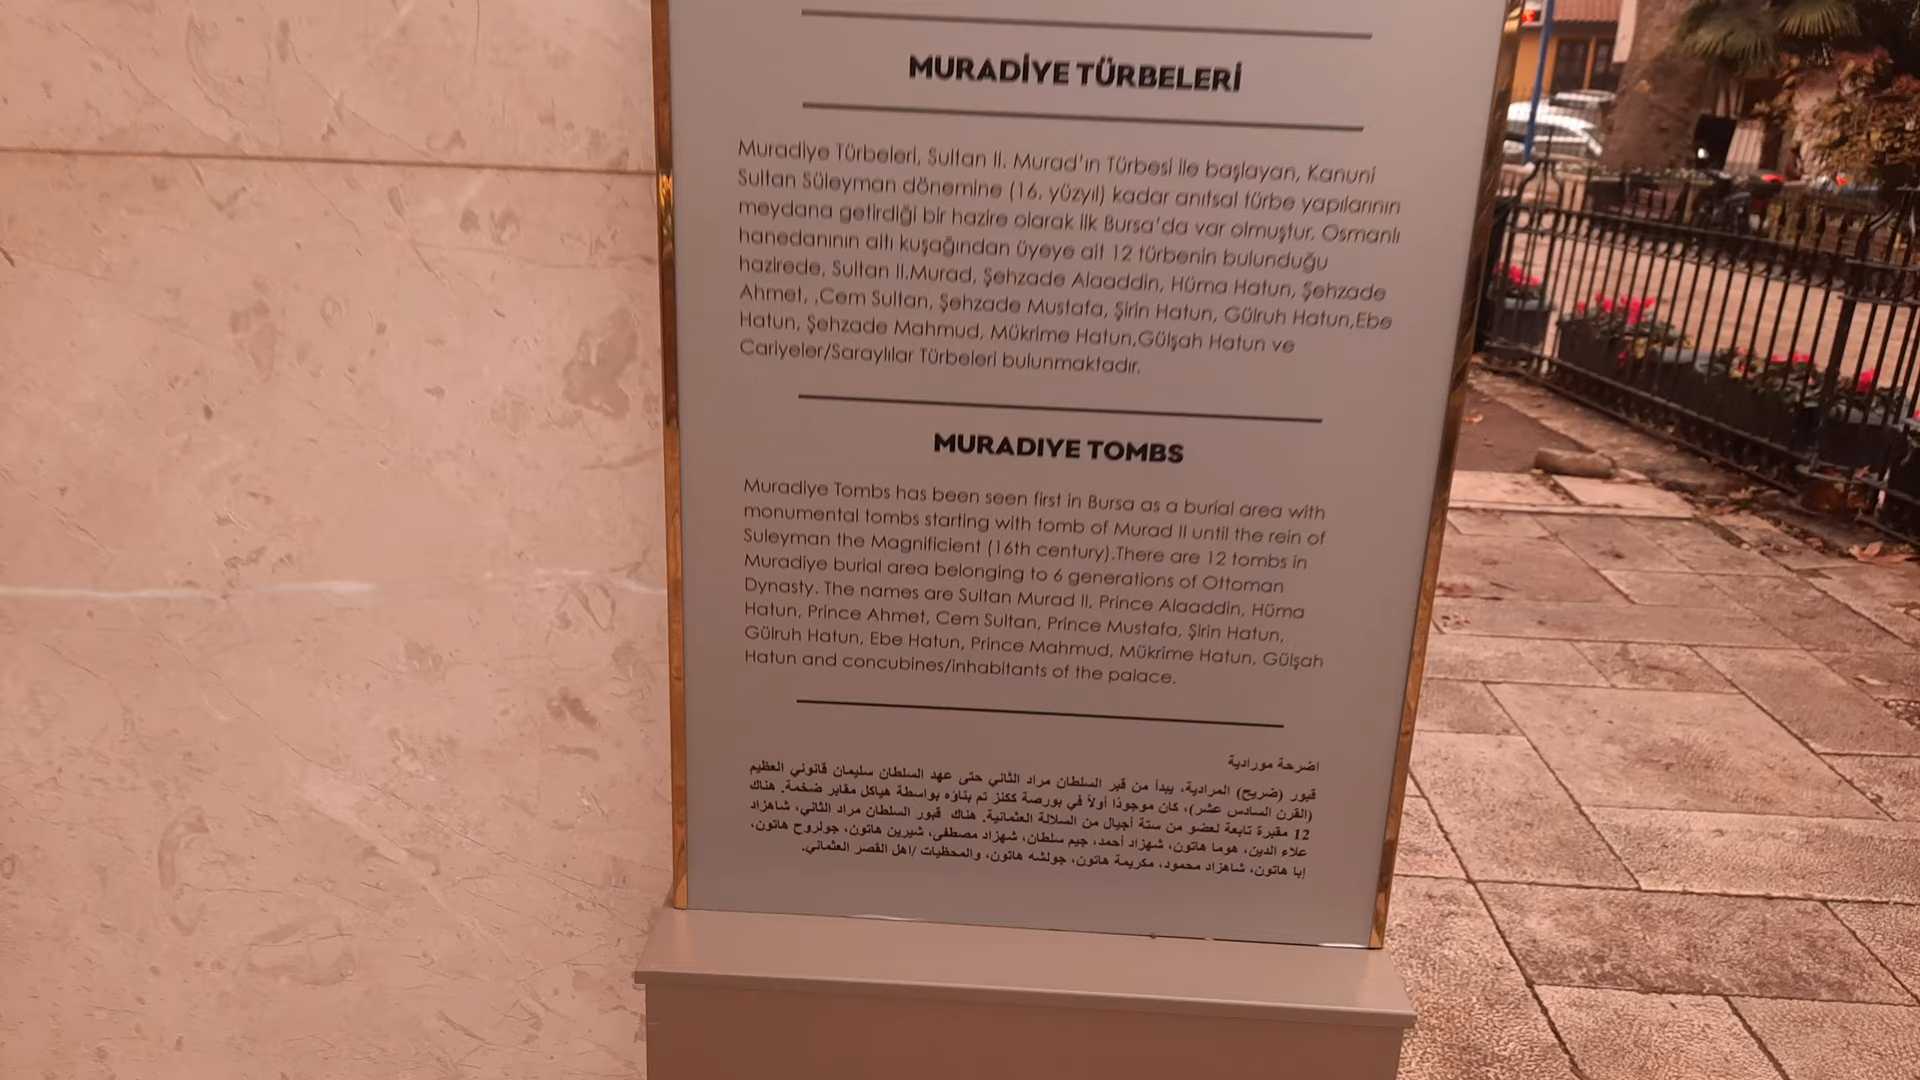 MURADİYE TÜRBELERİ
Muradiye Türbeleri, Sultan II. Murad'ın Türbesi ile başlayan, Kanuni
Sultan Süleyman dönemine (16. yüzyıl) kadar anıtsal türbe yapılarının
meydana getirdiği bir hazire olarak ilk Bursa'da var olmuştur. Osmanlı
hanedanının altı kuşağından üyeye ait 12 türbenin bulunduğu
hazirede, Sultan II.Murad, Şehzade Alaaddin, Hüma Hatun, Şehzade
Ahmet, ,Cem Sultan, Şehzade Mustafa, Şirin Hatun, Gülruh Hatun,Ebe
Hatun, Şehzade Mahmud, Mükrime Hatun,Gülşah Hatun ve
Cariyeler/Saraylılar Türbeleri bulunmaktadır.
MURADIYE TOMBS
Muradiye Tombs has been seen first in Bursa as a burial area with
monumental tombs starting with tomb of Murad II until the rein of
Suleyman the Magnificient (16th century).There are 12 tombs in
Muradiye burial area belonging to 6 generations of Ottoman
Dynasty. The names are Sultan Murad II, Prince Alaaddin, Hüma
Hatun, Prince Ahmet, Cem Sultan, Prince Mustafa, Şirin Hatun,
Gülruh Hatun, Ebe Hatun, Prince Mahmud, Mükrime Hatun, Gülşah
Hatun and concubines/inhabitants of the palace.
اضرحة مورادية
قبور (ضريح) المرادية، يبدأ من قبر السلطان مراد الثاني حتى عهد السلطان سليمان قانوني العظيم
(القرن السادس عشر)، كان موجودًا أولاً في بورصة ككنز تم بناؤه بواسطة هياكل مقابر ضخمة. هناك
12 مقبرة تابعة لعضو من ستة أجيال من السلالة العثمانية. هناك قبور السلطان مراد الثاني، شاهزاد
علاء الدين، هوما هاتون، شهزاد أحمد، جيم سلطان، شهزاد مصطفى، شيرين هاتون، جولروح هاتون،
إبا هاتون، شاهزاد محمود، مكريمة هاتون، جولشه هاتون، والمحظيات /اهل القصر العثماني.